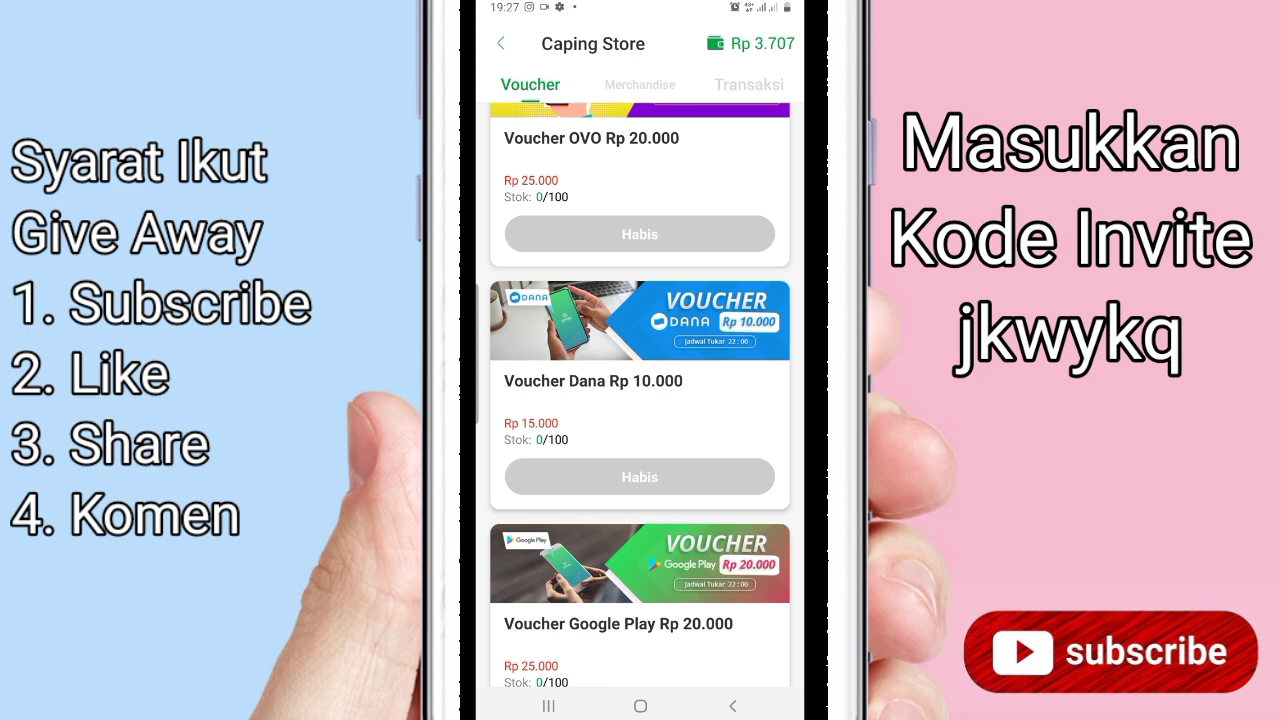 Syarat Ikut
Give Away
1. Subscribe
2. Like
3. Share
4. Komen
19:27
Caping Store
Rp 3.707
Voucher
Merchandise
Transaksi
Voucher OVO Rp 20.000
Rp 25.000
Stok: 0/100
Habis
DANA
VOUCHER
DANA Rp 10.000
Jadwal Tukar 22 : 00
Voucher Dana Rp 10.000
Rp 15.000
Stok: 0/100
Habis
Google Play
VOUCHER
Google Play Rp 20.000
Jadwal Tukar 22 : 00
Voucher Google Play Rp 20.000
Rp 25.000
Stok: 0/100
Masukkan
Kode Invite
jkwykq
subscribe